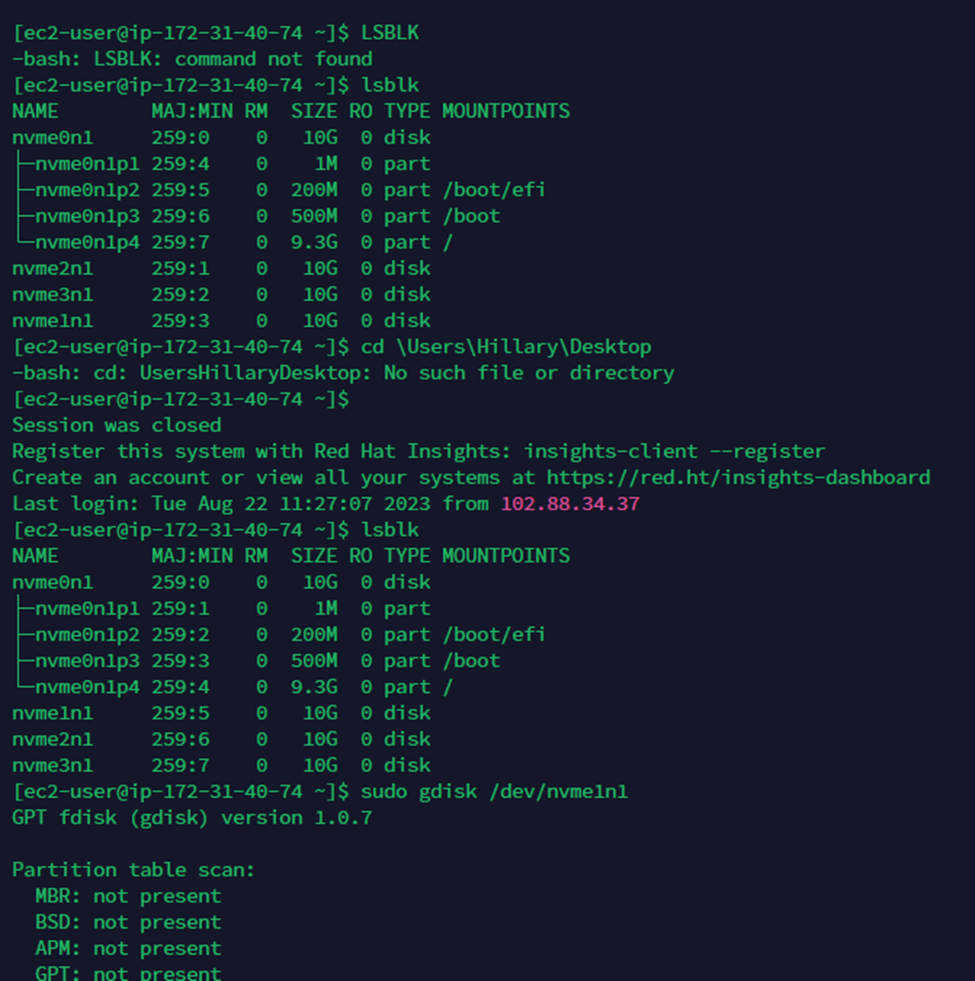 [ec2-user@ip-172-31-40-74 ~]$ LSBLK
-bash: LSBLK: command not found
[ec2-user@ip-172-31-40-74 ~]$ lsblk
NAME        MAJ:MIN RM  SIZE RO TYPE MOUNTPOINTS
nvme0n1     259:0    0   10G  0 disk
├─nvme0n1p1 259:4    0    1M  0 part
├─nvme0n1p2 259:5    0  200M  0 part /boot/efi
├─nvme0n1p3 259:6    0  500M  0 part /boot
└─nvme0n1p4 259:7    0  9.3G  0 part /
nvme2n1     259:1    0   10G  0 disk
nvme3n1     259:2    0   10G  0 disk
nvme1n1     259:3    0   10G  0 disk
[ec2-user@ip-172-31-40-74 ~]$ cd \Users\Hillary\Desktop
-bash: cd: UsersHillaryDesktop: No such file or directory
[ec2-user@ip-172-31-40-74 ~]$
Session was closed
Register this system with Red Hat Insights: insights-client --register
Create an account or view all your systems at https://red.ht/insights-dashboard
Last login: Tue Aug 22 11:27:07 2023 from 102.88.34.37
[ec2-user@ip-172-31-40-74 ~]$ lsblk
NAME        MAJ:MIN RM  SIZE RO TYPE MOUNTPOINTS
nvme0n1     259:0    0   10G  0 disk
├─nvme0n1p1 259:1    0    1M  0 part
├─nvme0n1p2 259:2    0  200M  0 part /boot/efi
├─nvme0n1p3 259:3    0  500M  0 part /boot
└─nvme0n1p4 259:4    0  9.3G  0 part /
nvme1n1     259:5    0   10G  0 disk
nvme2n1     259:6    0   10G  0 disk
nvme3n1     259:7    0   10G  0 disk
[ec2-user@ip-172-31-40-74 ~]$ sudo gdisk /dev/nvme1n1
GPT fdisk (gdisk) version 1.0.7
Partition table scan:
  MBR: not present
  BSD: not present
  APM: not present
  GPT: not present